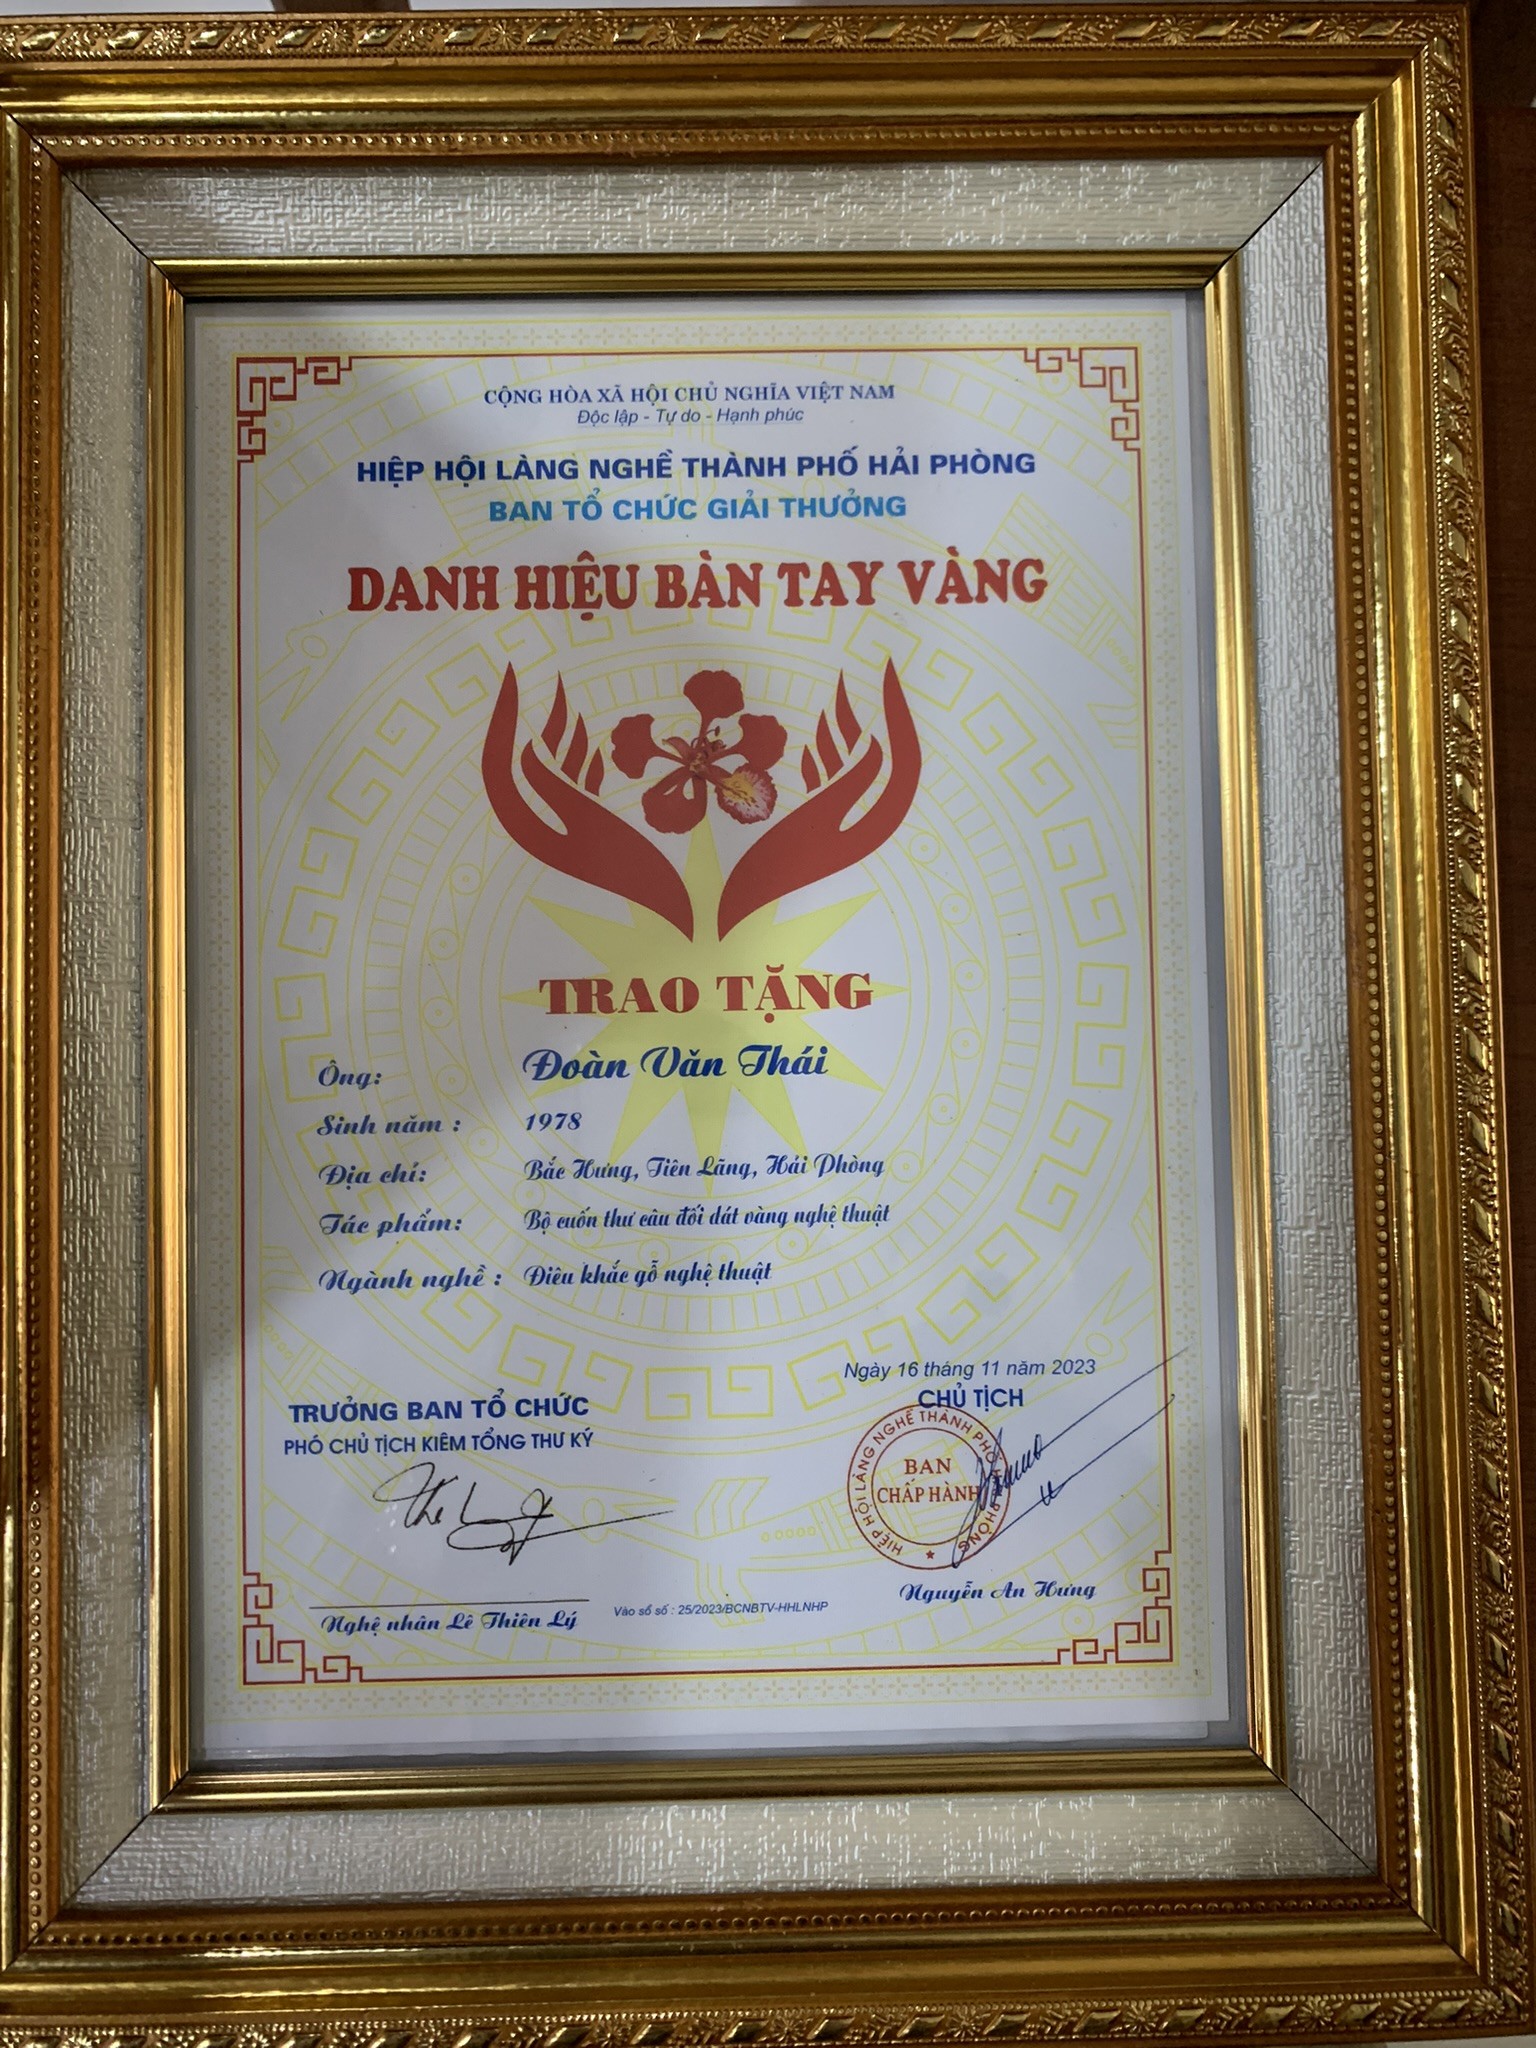 CỘNG HÒA XÃ HỘI CHỦ NGHĨA VIỆT NAM
Độc lập - Tự do - Hạnh phúc
HIỆP HỘI LÀNG NGHỀ THÀNH PHỐ HẢI PHÒNG
BAN TỔ CHỨC GIẢI THƯỞNG
DANH HIỆU BÀN TAY VÀNG
TRAO TẶNG
Ông: Đoàn Văn Thái
Sinh năm : 1978
Địa chỉ: Bắc Hưng, Tiên Lãng, Hải Phòng
Tác phẩm: Bộ cuốn thư câu đối dát vàng nghệ thuật
Ngành nghề : Điêu khắc gỗ nghệ thuật
Ngày 16 tháng 11 năm 2023
TRƯỞNG BAN TỔ CHỨC
PHÓ CHỦ TỊCH KIÊM TỔNG THƯ KÝ
CHỦ TỊCH
HIỆP HỘI LÀNG NGHỀ THÀNH PHỐ HẢI PHÒNG
BAN
CHẤP HÀNH
Nghệ nhân Lê Thiên Lý
Vào sổ số : 25/2023/BCNBTV-HHLNHP
Nguyễn An Hưng